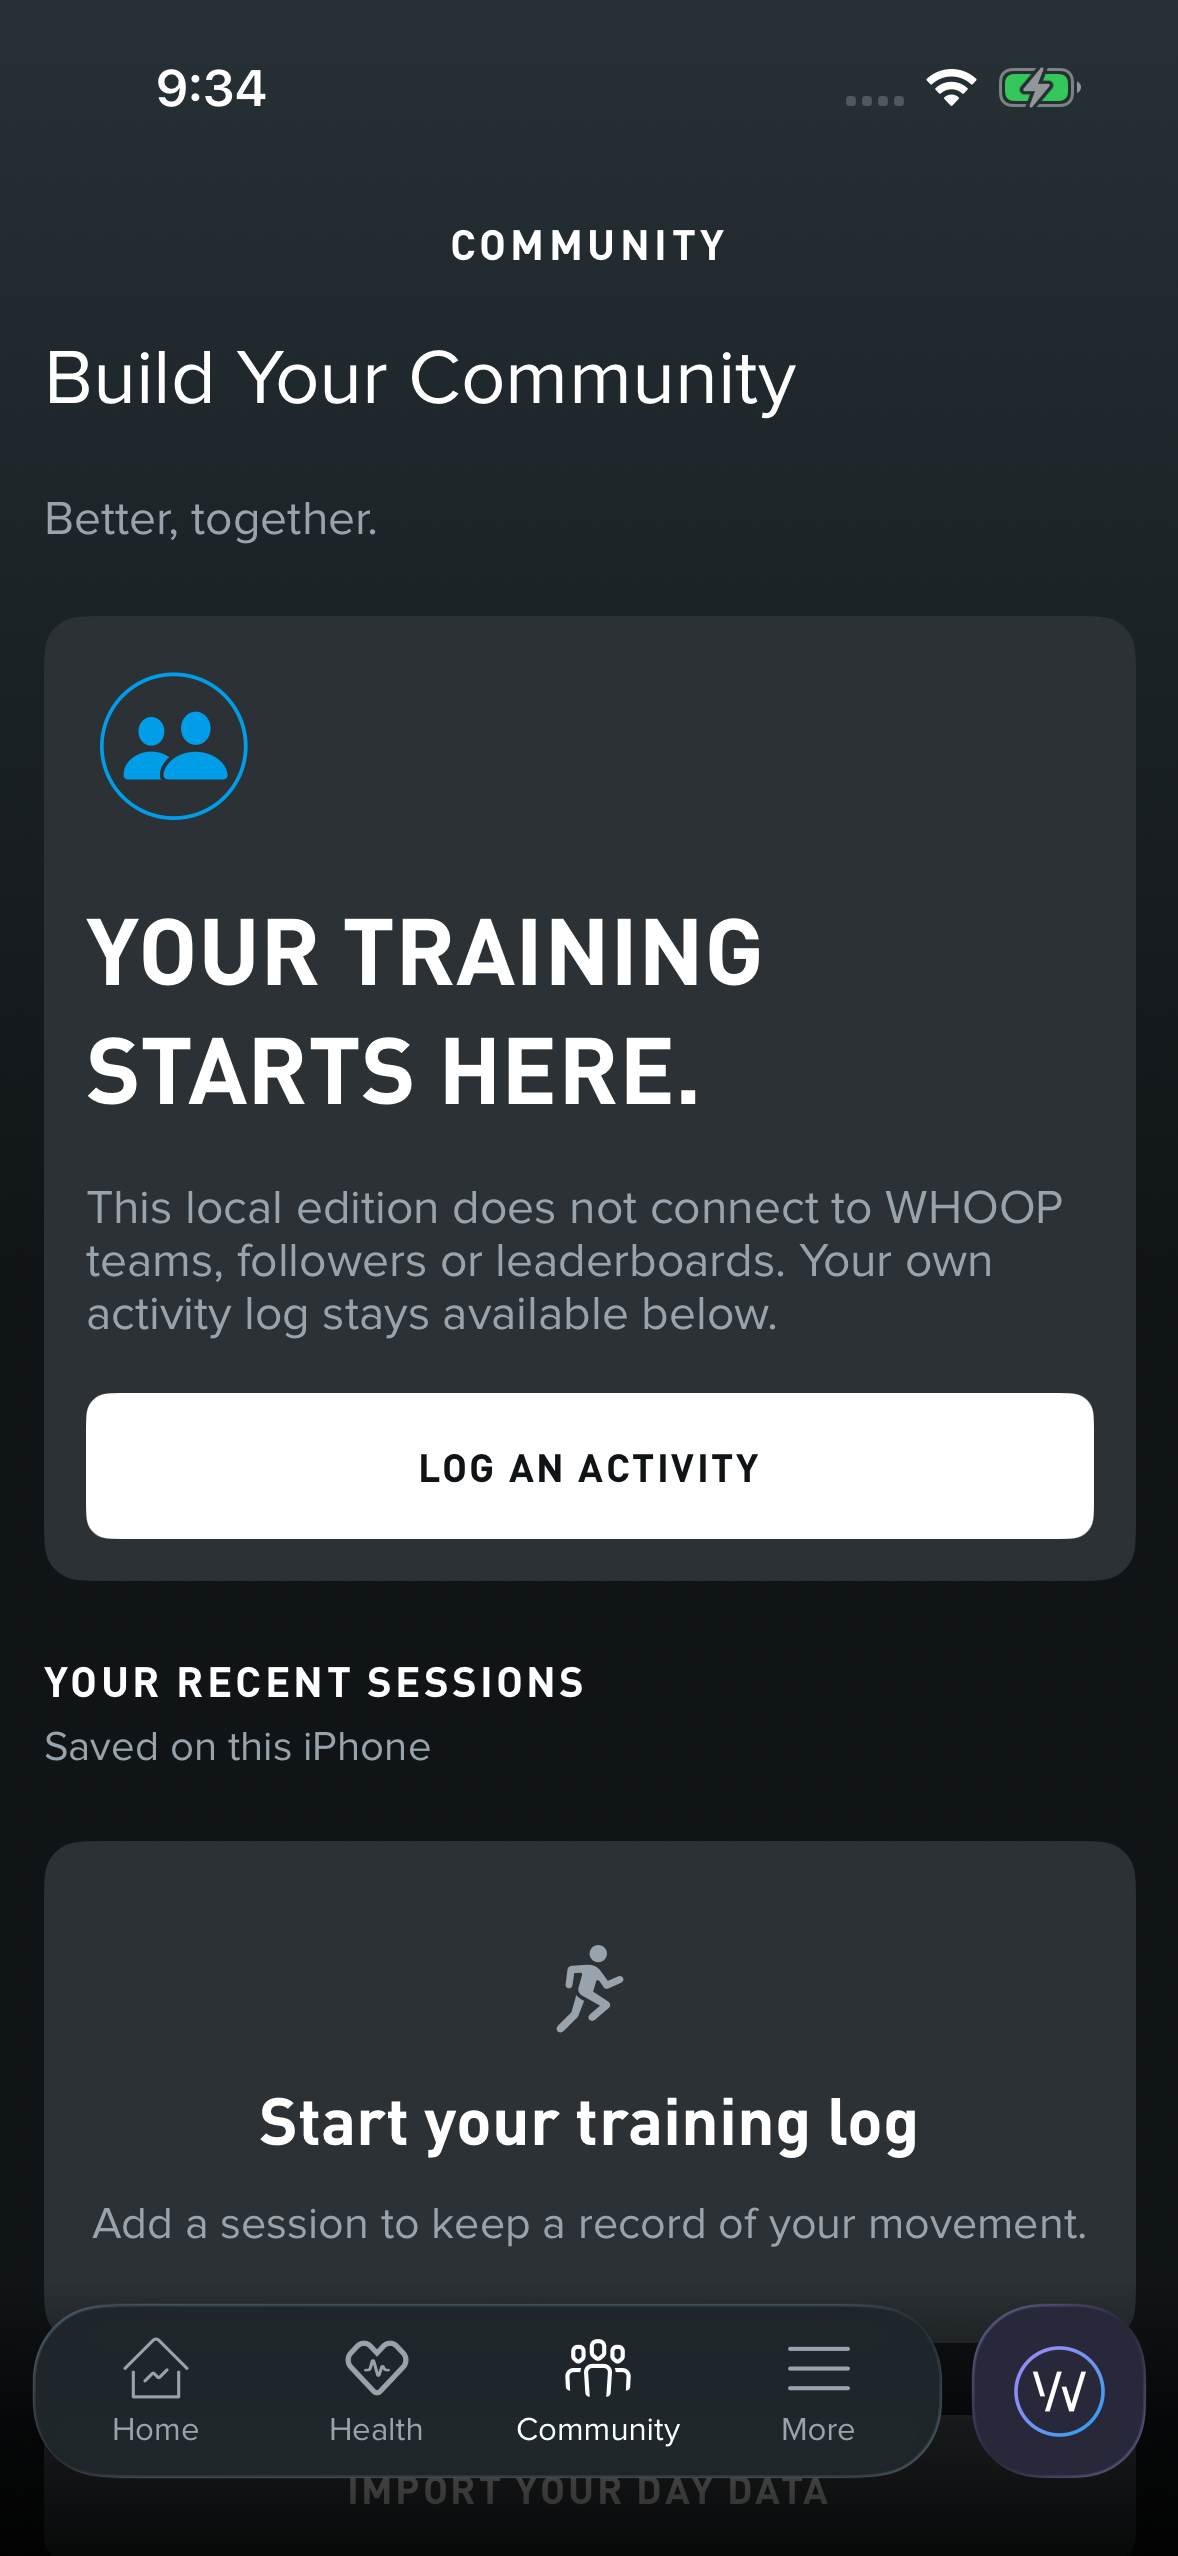 9:34
COMMUNITY
Build Your Community
Better, together.
YOUR TRAINING
STARTS HERE.
This local edition does not connect to WHOOP
teams, followers or leaderboards. Your own
activity log stays available below.
LOG AN ACTIVITY
YOUR RECENT SESSIONS
Saved on this iPhone
Start your training log
Add a session to keep a record of your movement.
Home
Health
Community
More
W
IMPORT YOUR DAY DATA